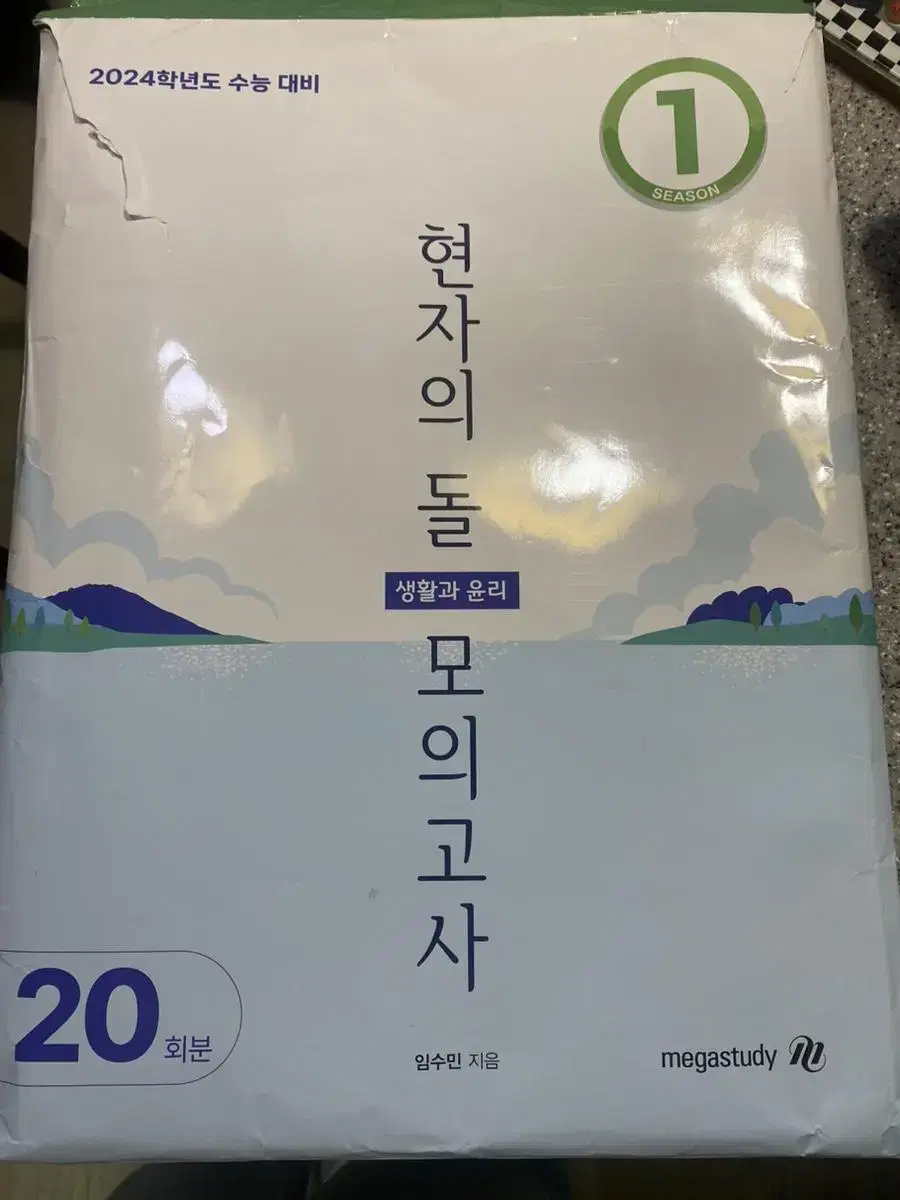 2024학년도 수능 대비
1
SEASON
현자의 돌
생활과 윤리
모의고사
20 회분
임수민 지음
megastudy